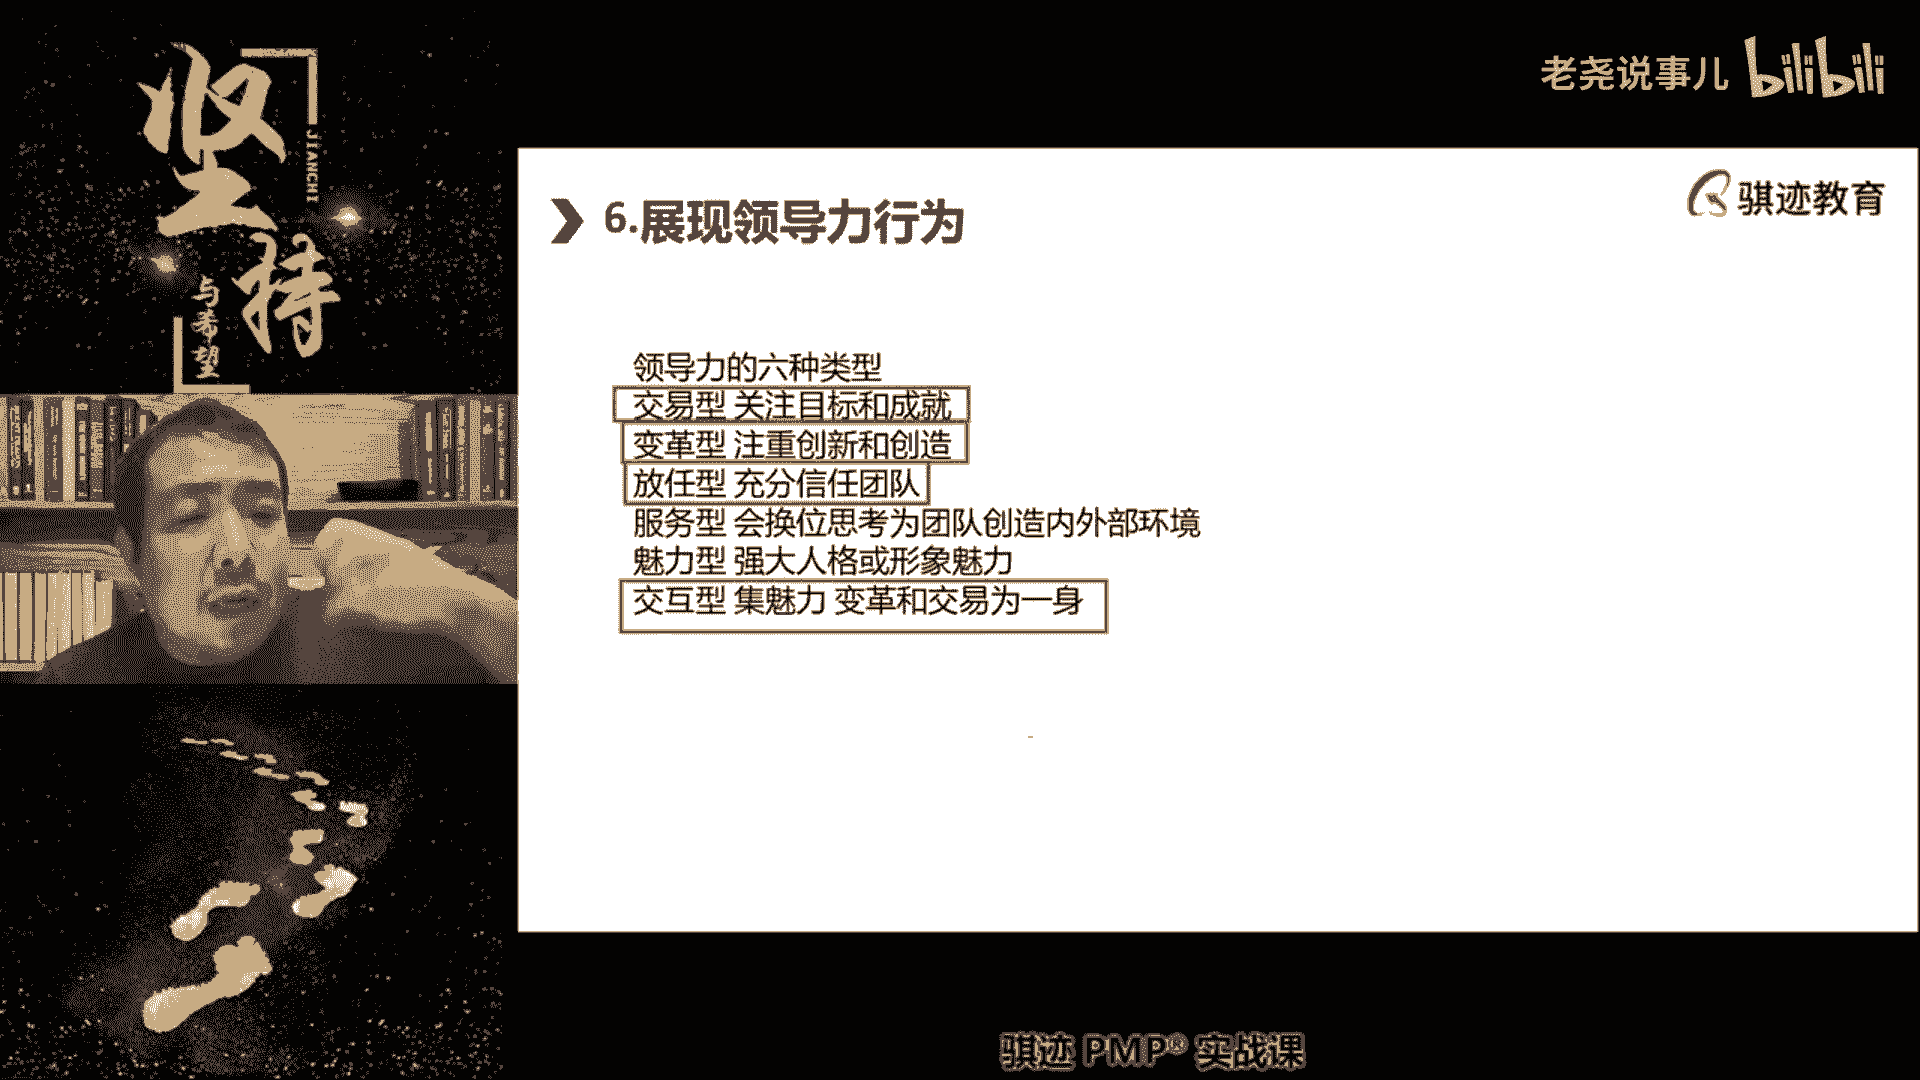 坚持
JIANCHI
与希望
老尧说事儿 bilibili
骐迹教育
6.展现领导力行为
领导力的六种类型
交易型 关注目标和成就
变革型 注重创新和创造
放任型 充分信任团队
服务型 会换位思考为团队创造内外部环境
魅力型 强大人格或形象魅力
交互型 集魅力 变革和交易为一身
骐迹 PMP® 实战课